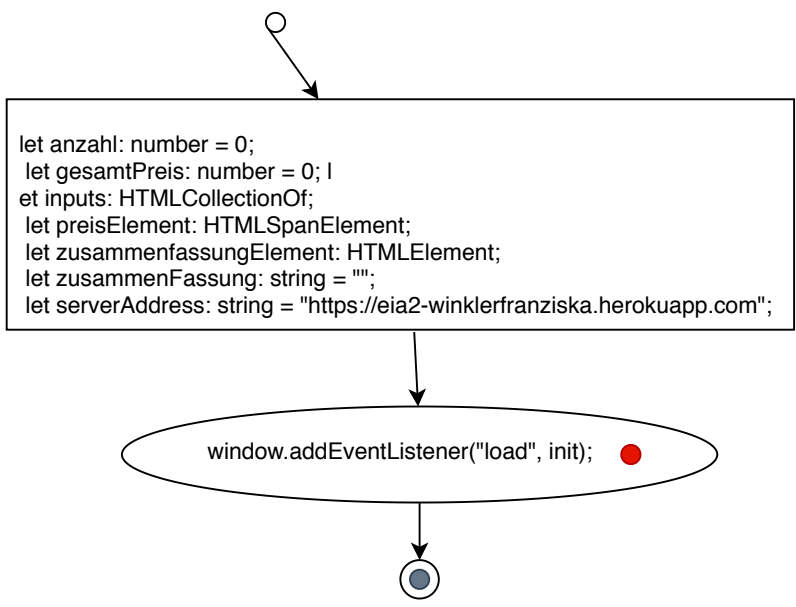 let anzahl: number = 0;
let gesamtPreis: number = 0; l
et inputs: HTMLCollectionOf;
let preisElement: HTMLSpanElement;
let zusammenfassungElement: HTMLElement;
let zusammenFassung: string = "";
let serverAddress: string = "https://eia2-winklerfranziska.herokuapp.com";
window.addEventListener("load", init);